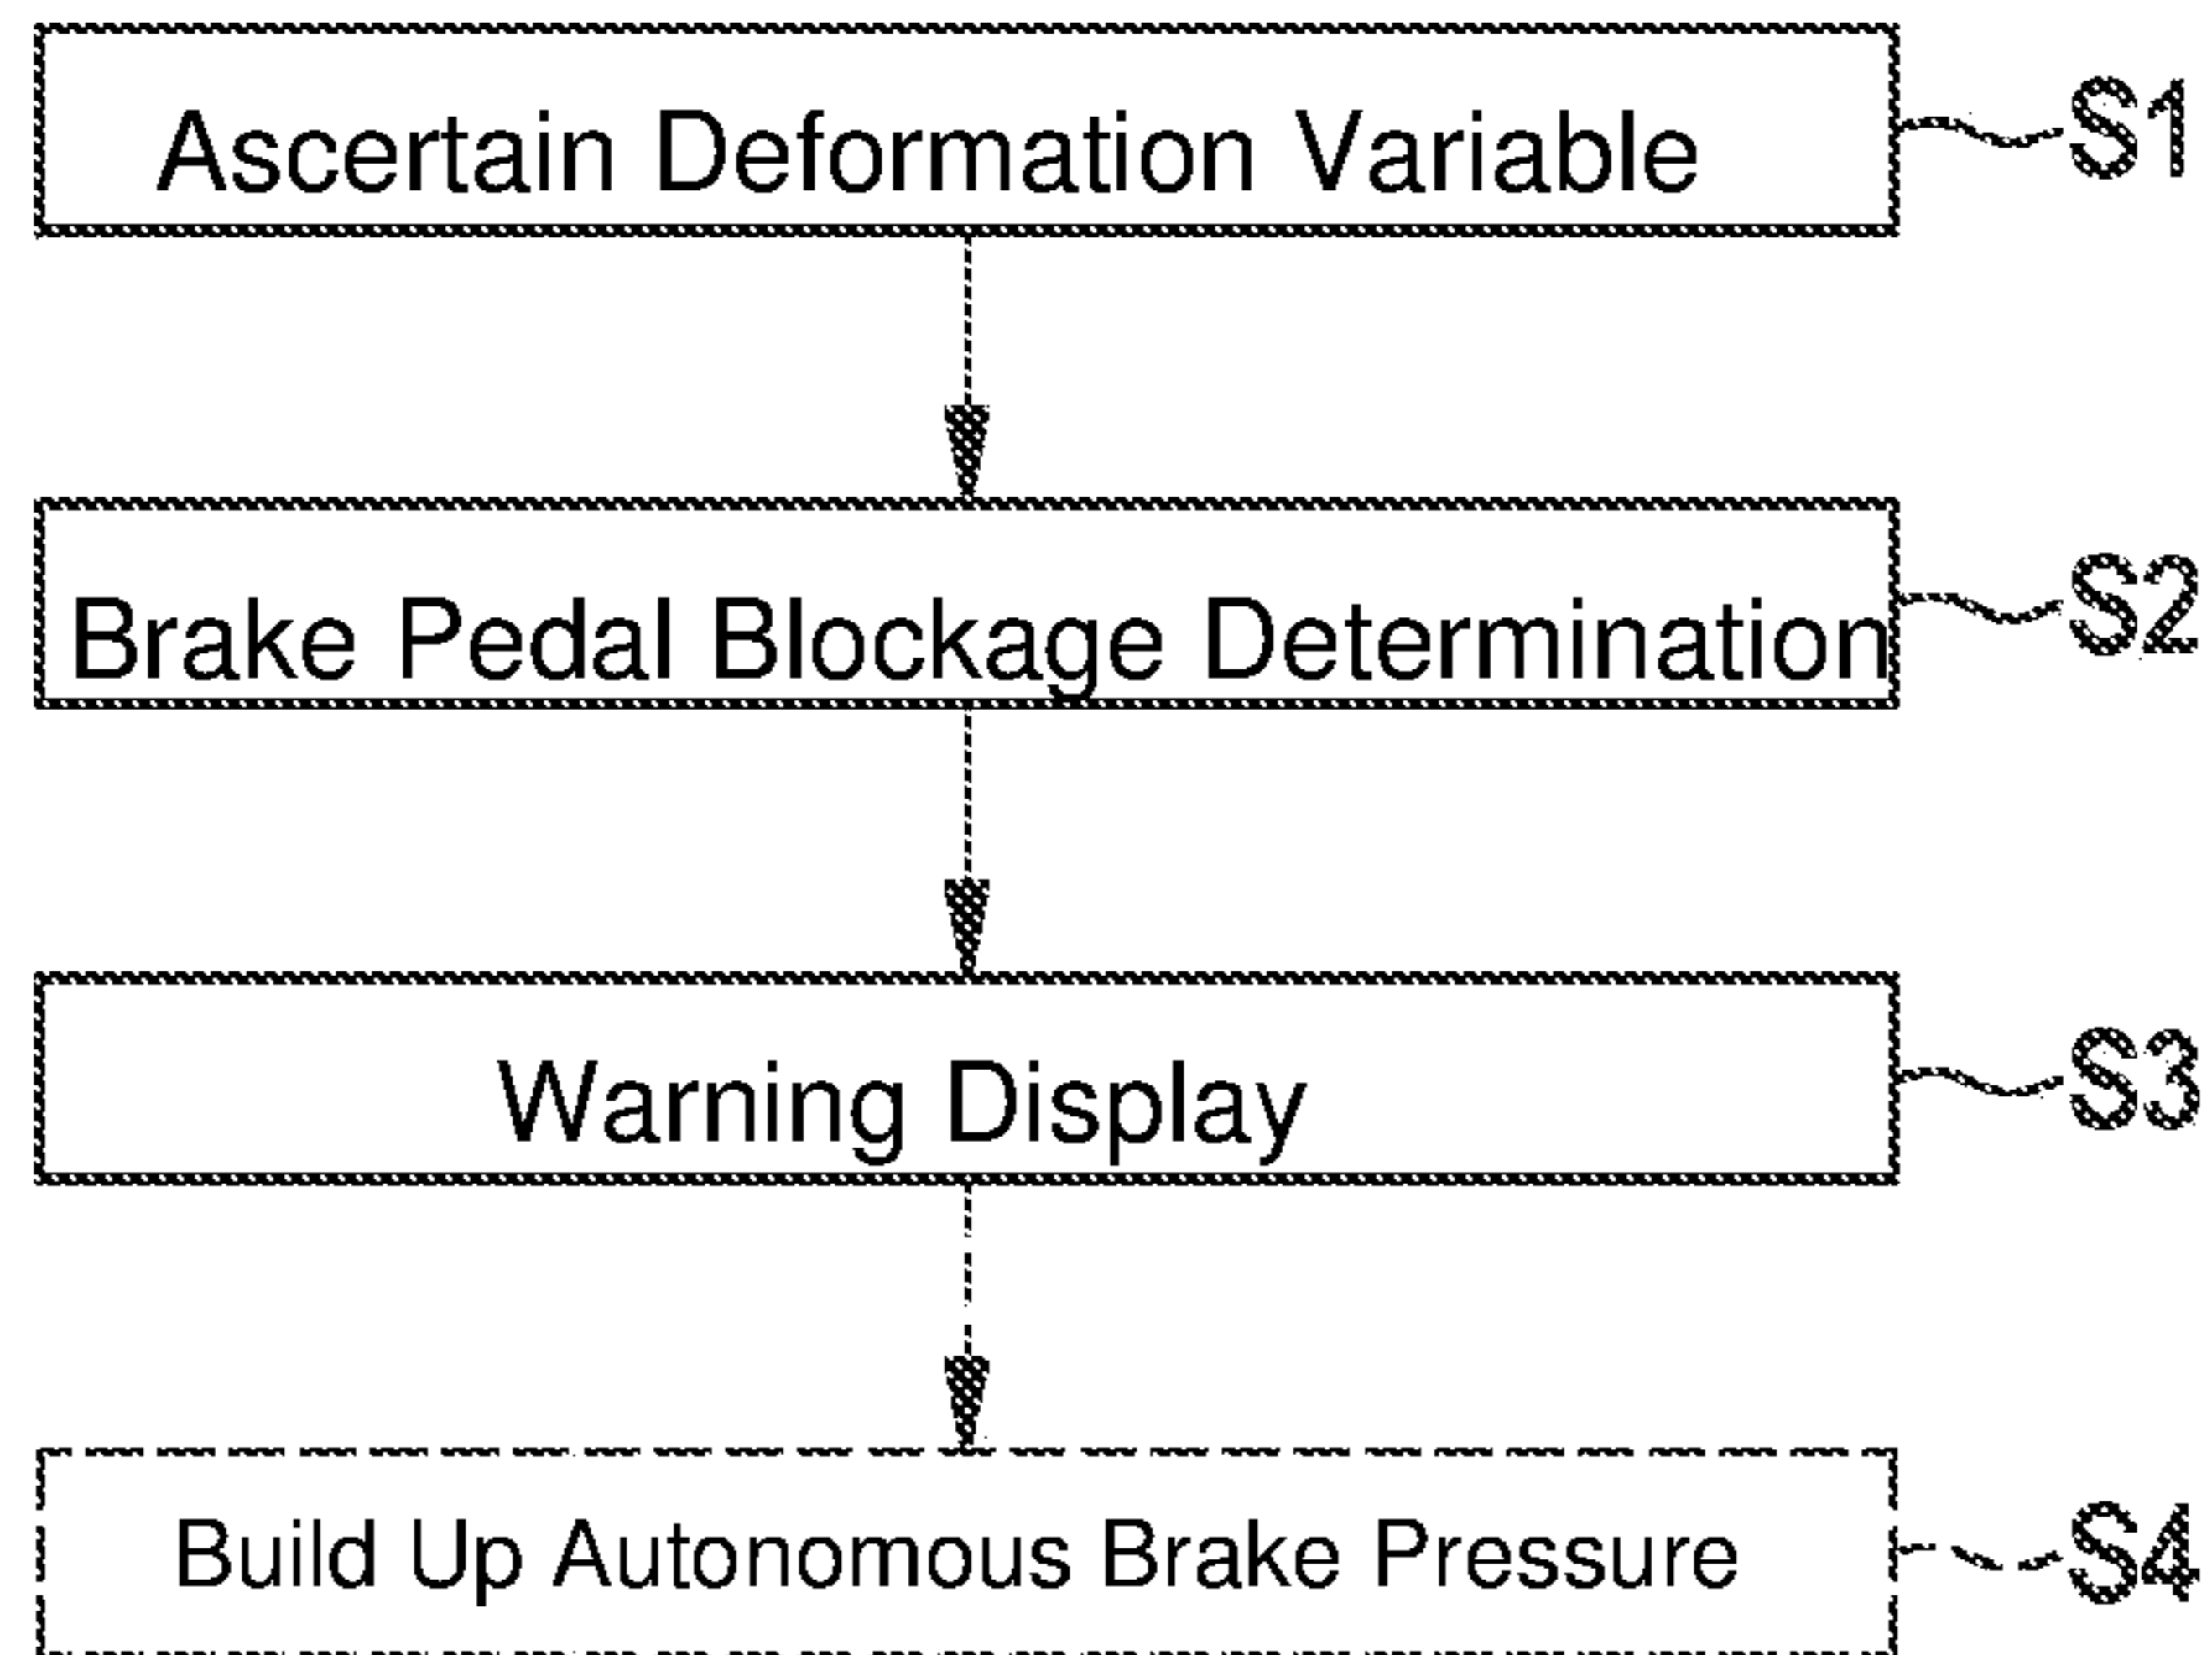 Ascertain Deformation Variable S1
Brake Pedal Blockage Determination S2
Warning Display S3
Build Up Autonomous Brake Pressure S4